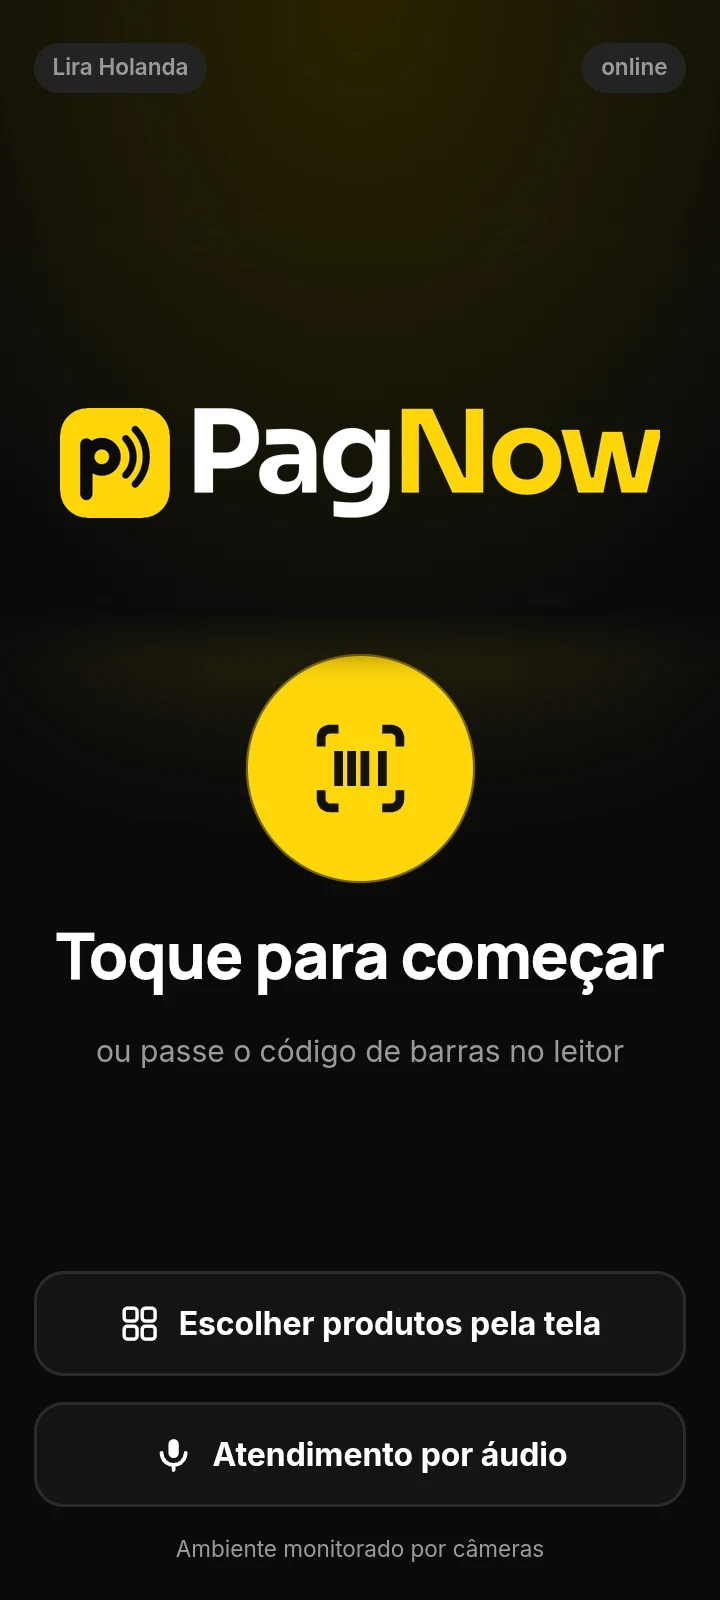 Lira Holanda
online
PagNow
Toque para começar
ou passe o código de barras no leitor
Escolher produtos pela tela
Atendimento por áudio
Ambiente monitorado por câmeras